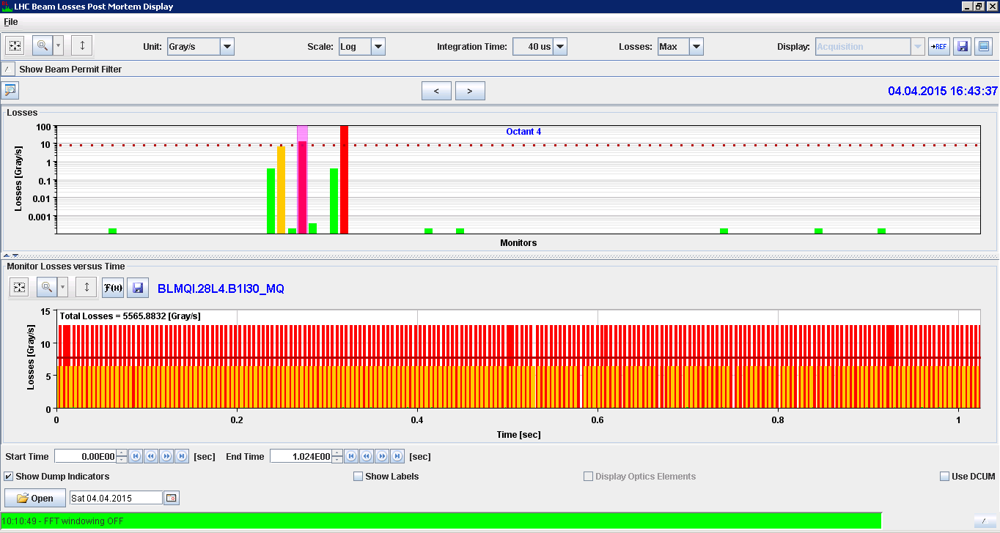 LHC Beam Losses Post Mortem Display
File
Unit: Gray/s Scale: Log Integration Time: 40 us Losses: Max Display: Acquisition →REF
Show Beam Permit Filter
< > 04.04.2015 16:43:37
Losses
Octant 4
100
10
1
0.1
0.01
0.001
Losses [Gray/s]
Monitors
Monitor Losses versus Time
F(x) BLMQI.28L4.B1I30_MQ
Total Losses = 5565.8832 [Gray/s]
15
10
5
0
Losses [Gray/s]
0 0.2 0.4 0.6 0.8 1
Time [sec]
Start Time 0.00E00 [sec] End Time 1.024E00 [sec]
Show Dump Indicators Show Labels Display Optics Elements Use DCUM
Open Sat 04.04.2015
10:10:49 - FFT windowing OFF